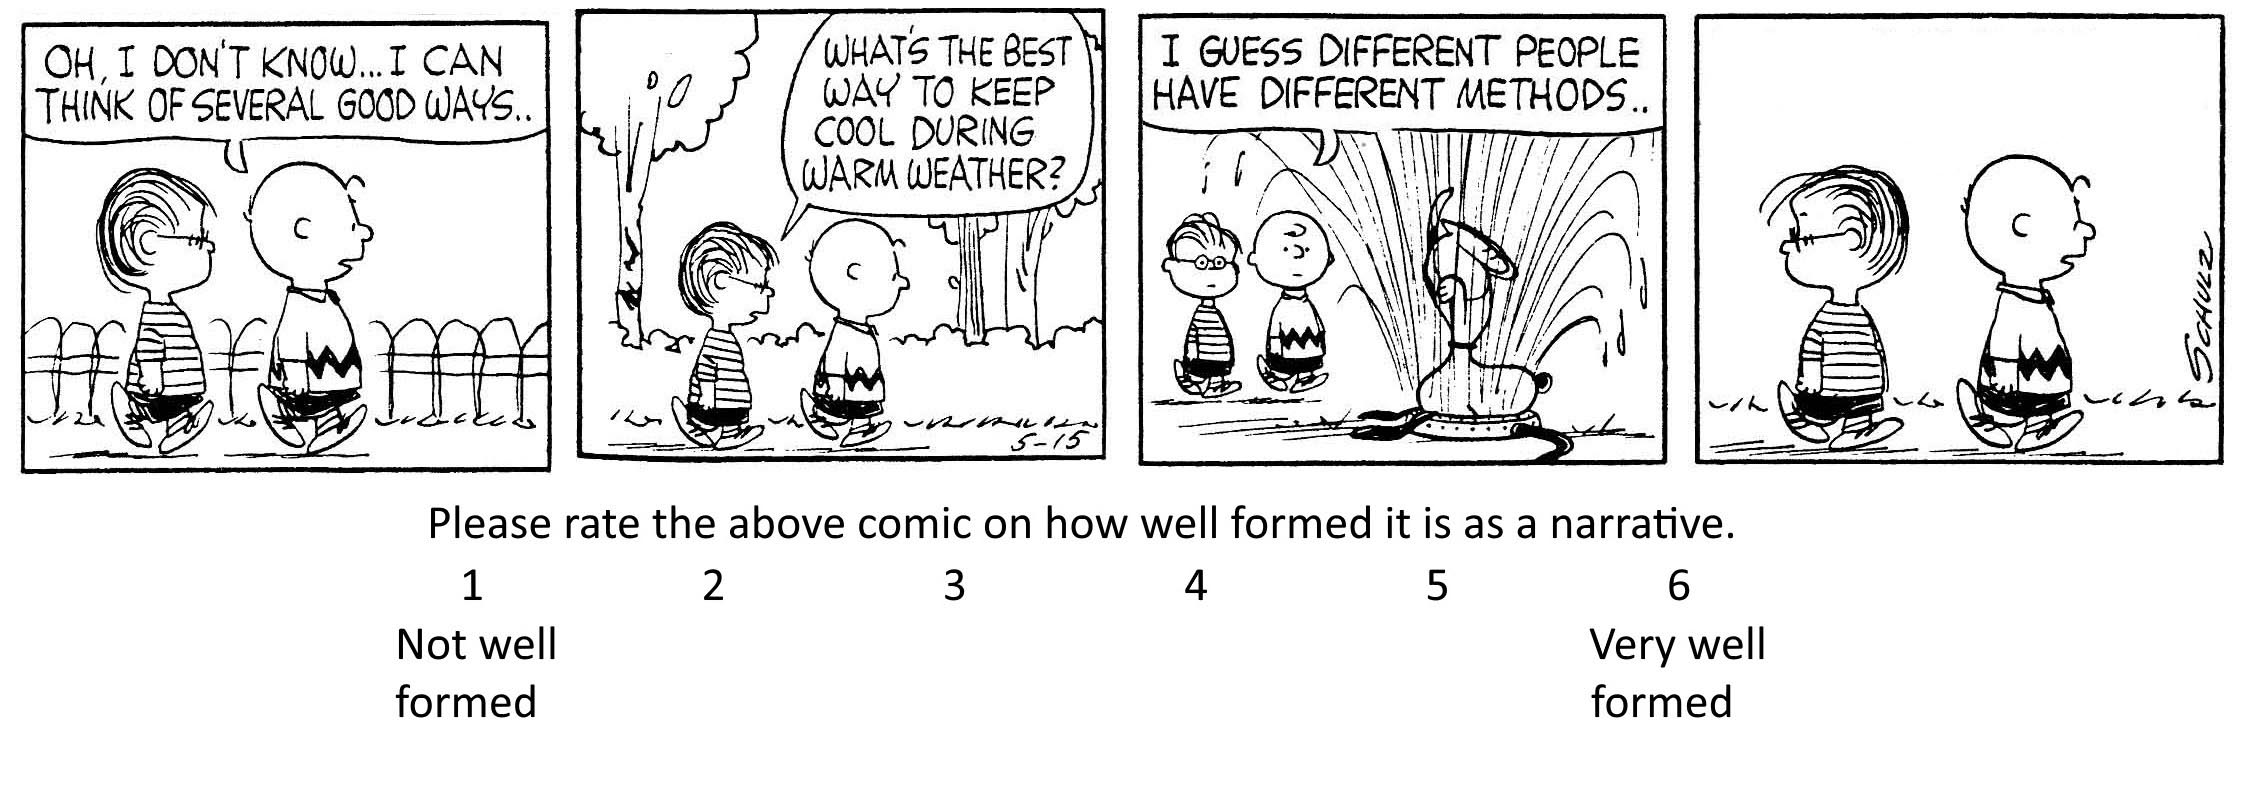 OH, I DON'T KNOW...I CAN
THINK OF SEVERAL GOOD WAYS..
WHAT'S THE BEST
WAY TO KEEP
COOL DURING
WARM WEATHER?
5-15
I GUESS DIFFERENT PEOPLE
HAVE DIFFERENT METHODS..
SCHULZ
Please rate the above comic on how well formed it is as a narrative.
1 2 3 4 5 6
Not well
formed
Very well
formed